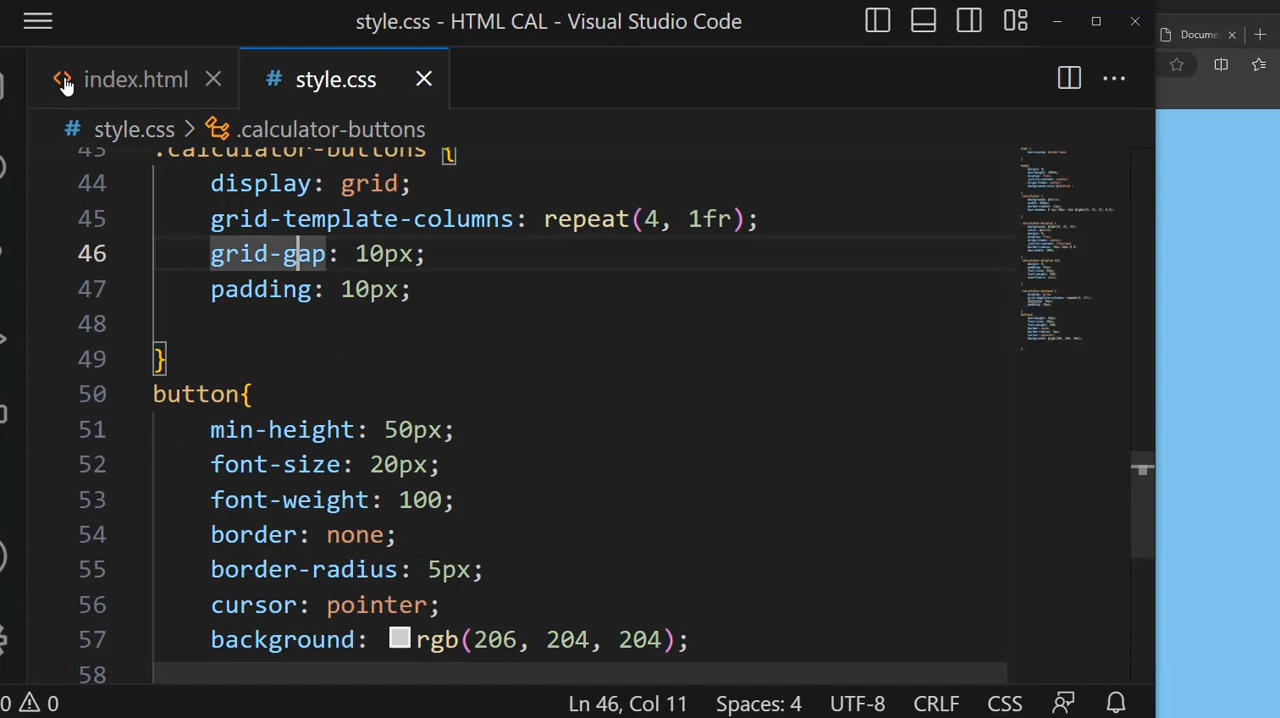 style.css - HTML CAL - Visual Studio Code
Docume
index.html
# style.css
# style.css > .calculator-buttons
43 .calculator-buttons {
44 display: grid;
45 grid-template-columns: repeat(4, 1fr);
46 grid-gap: 10px;
47 padding: 10px;
48
49 }
50 button{
51 min-height: 50px;
52 font-size: 20px;
53 font-weight: 100;
54 border: none;
55 border-radius: 5px;
56 cursor: pointer;
57 background: rgb(206, 204, 204);
58
0 0 Ln 46, Col 11 Spaces: 4 UTF-8 CRLF CSS